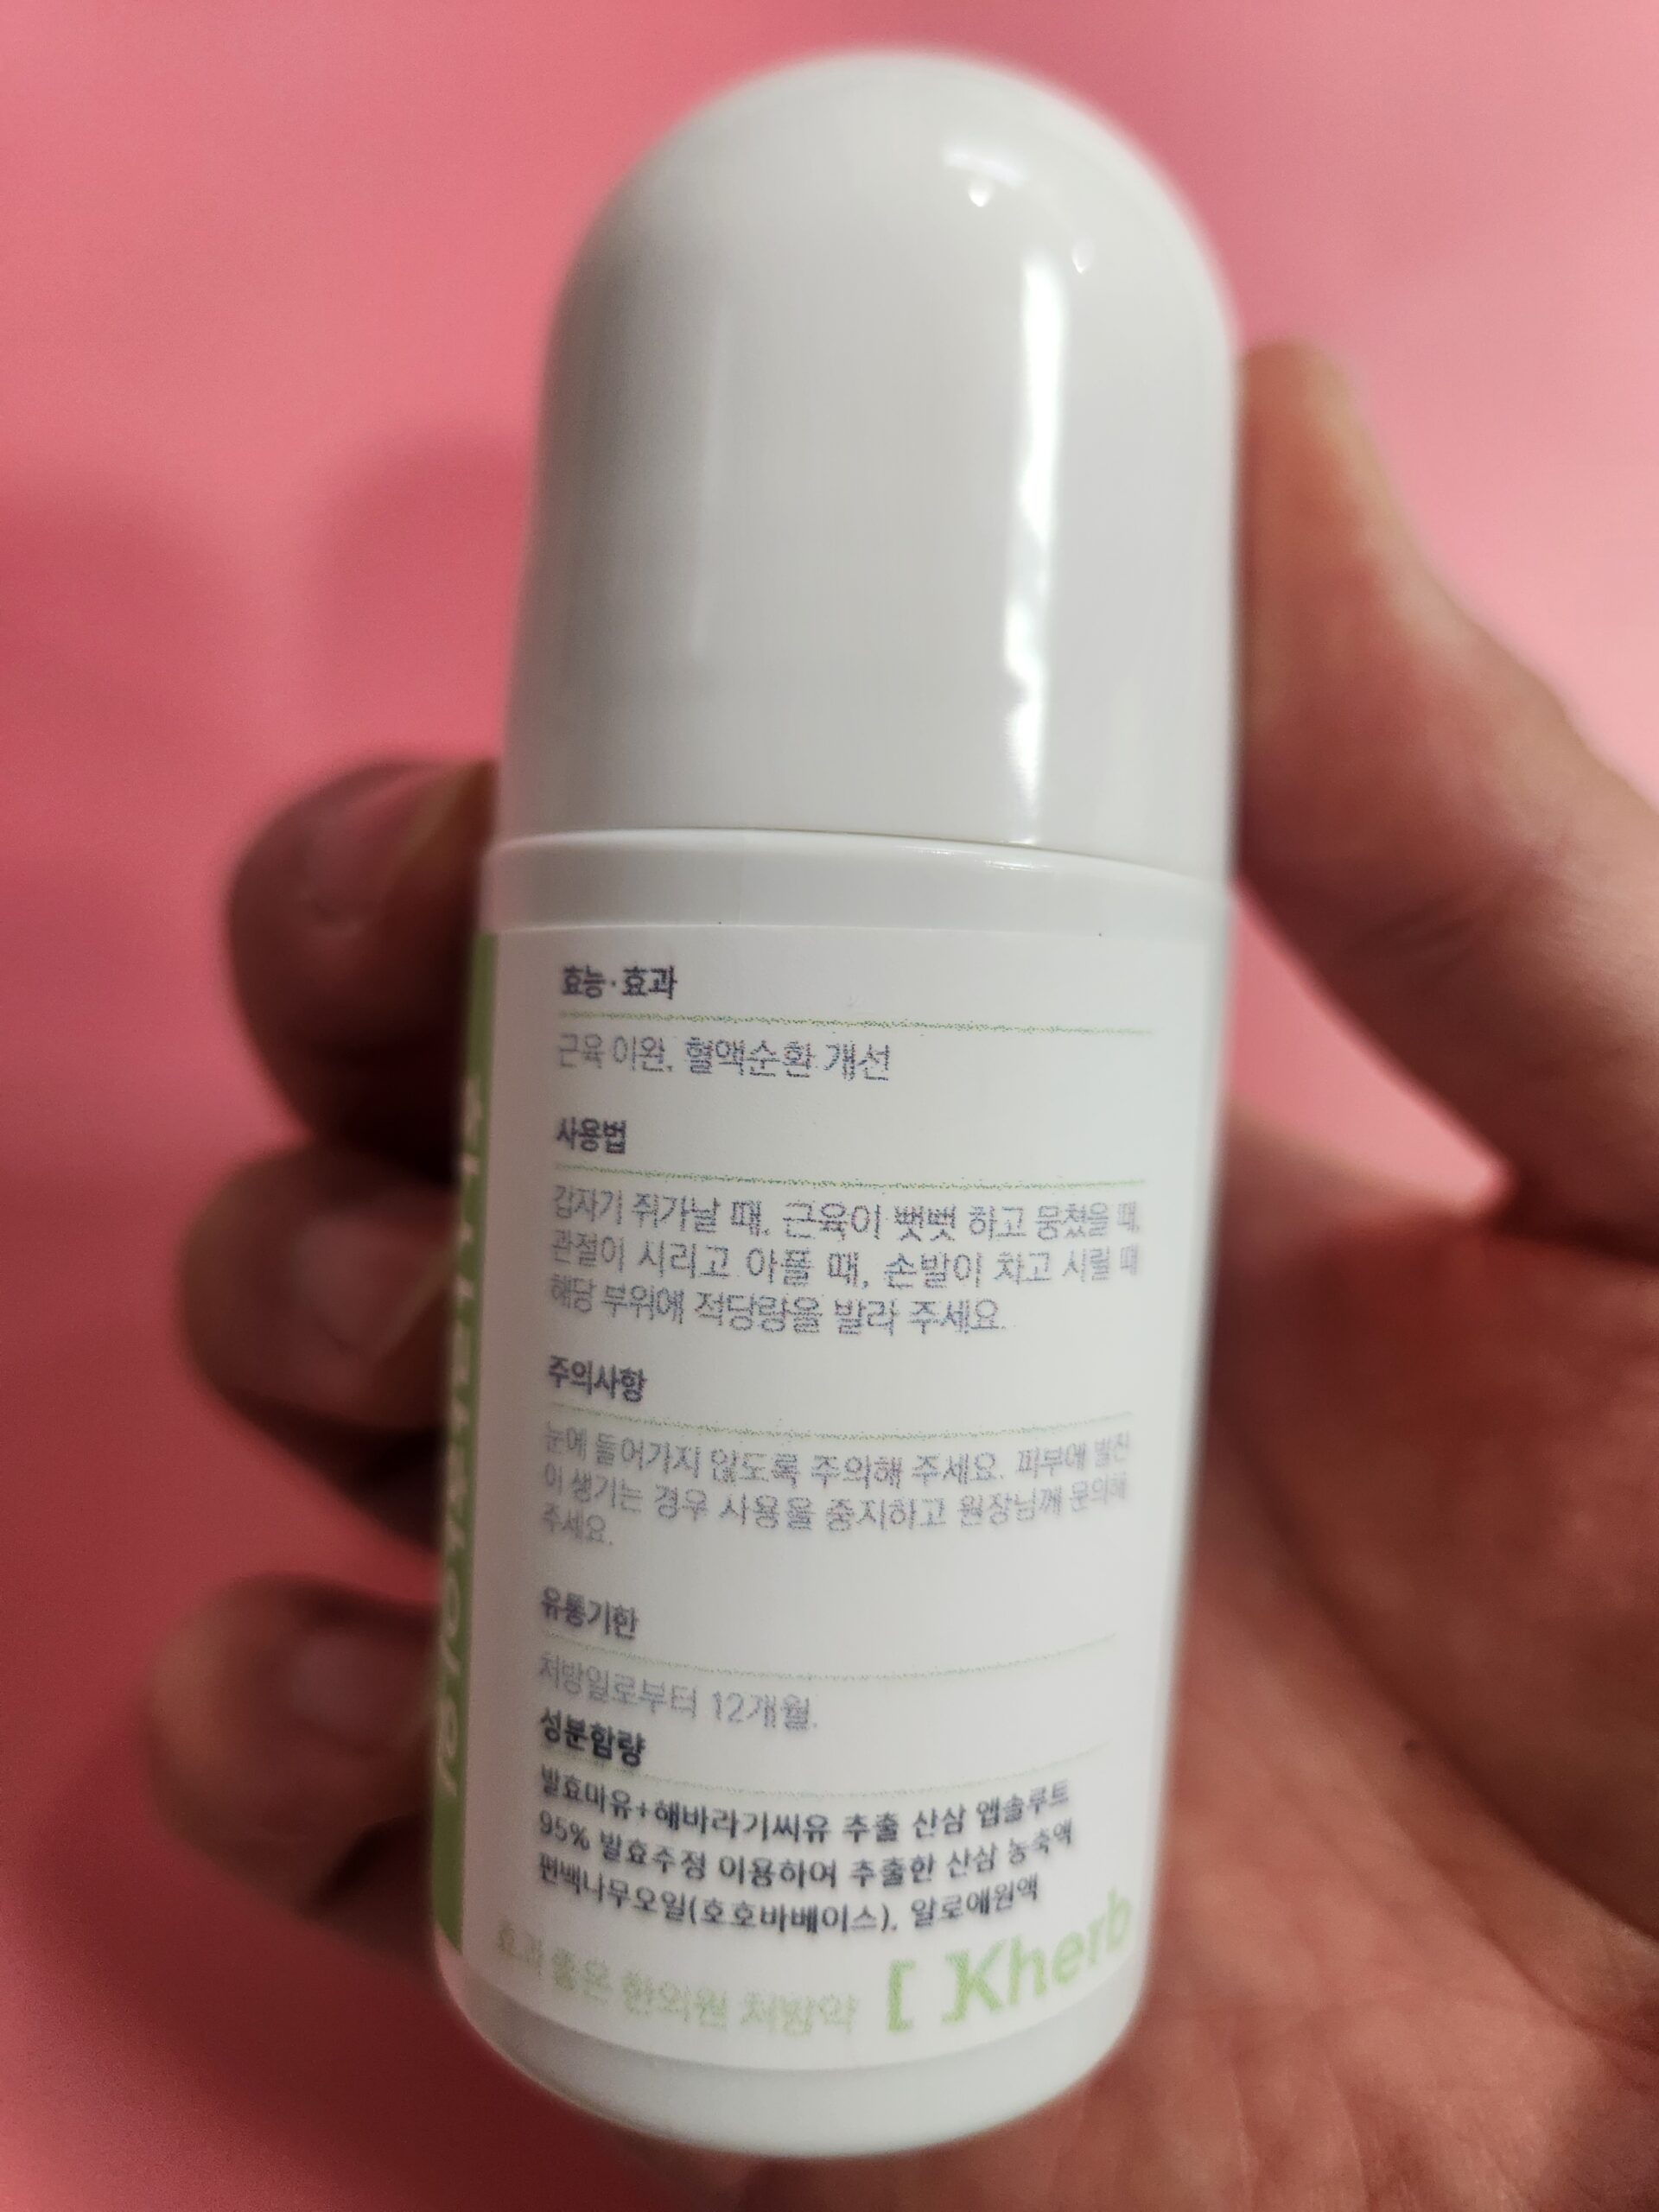 효능·효과
근육 이완, 혈액순환 개선
사용법
갑자기 쥐가날 때, 근육이 뻣뻣 하고 뭉쳤을 때,
관절이 시리고 아플 때, 손발이 차고 시릴 때
해당 부위에 적당량을 발라 주세요.
주의사항
눈에 들어가지 않도록 주의해 주세요. 피부에 발진
이 생기는 경우 사용을 중지하고 원장님께 문의해
주세요.
유통기한
처방일로부터 12개월.
성분함량
발효마유+해바라기씨유 추출 산삼 앱솔루트
95% 발효주정 이용하여 추출한 산삼 농축액
편백나무오일(호호바베이스), 알로에원액
효과 좋은 한의원 처방약 [ ]Kherb